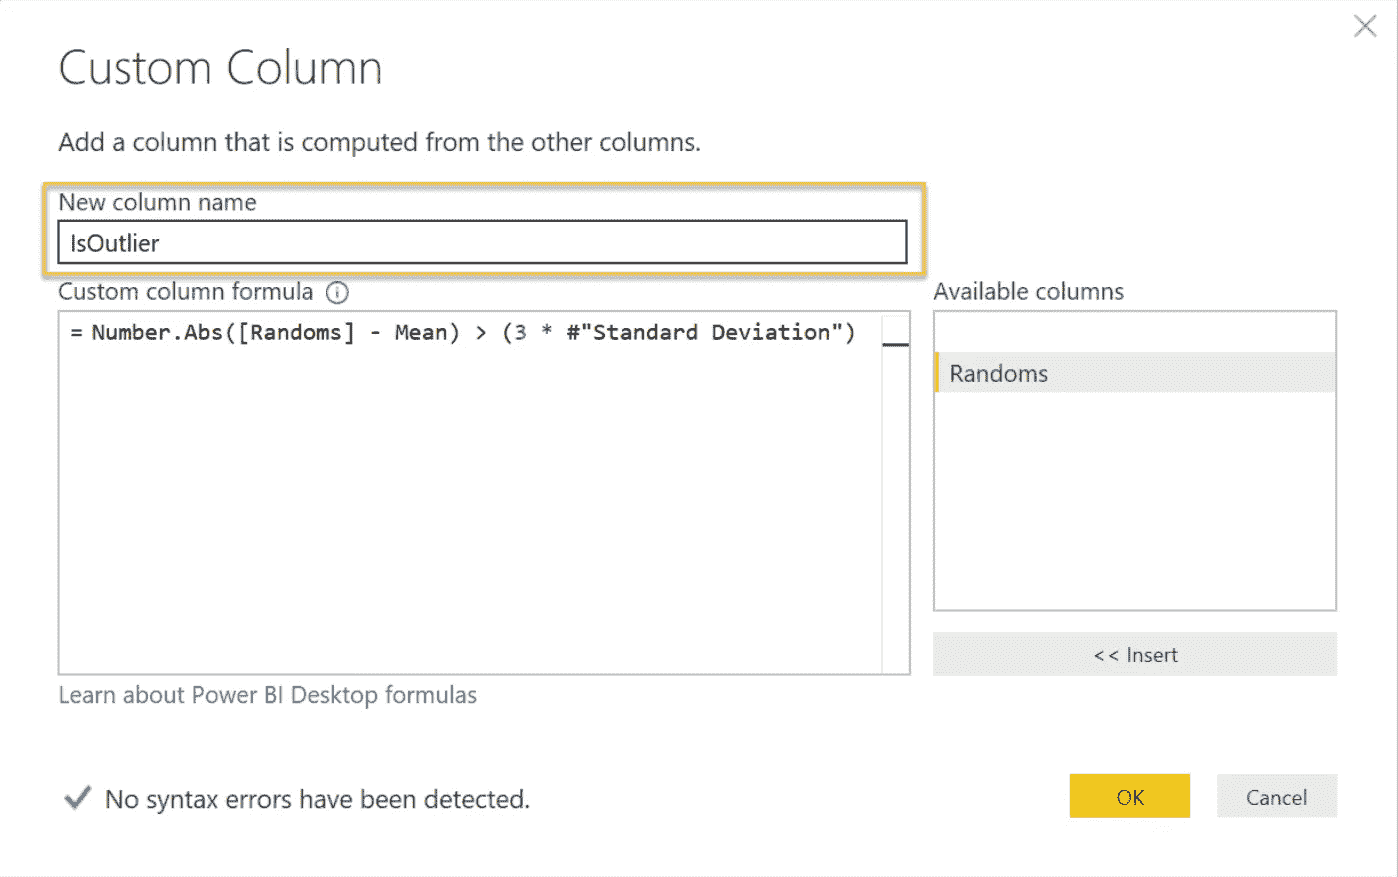 Custom Column
Add a column that is computed from the other columns.
New column name
IsOutlier
Custom column formula
Available columns
= Number.Abs([Randoms] - Mean) > (3 * #"Standard Deviation")
Randoms
<< Insert
Learn about Power BI Desktop formulas
No syntax errors have been detected.
OK
Cancel